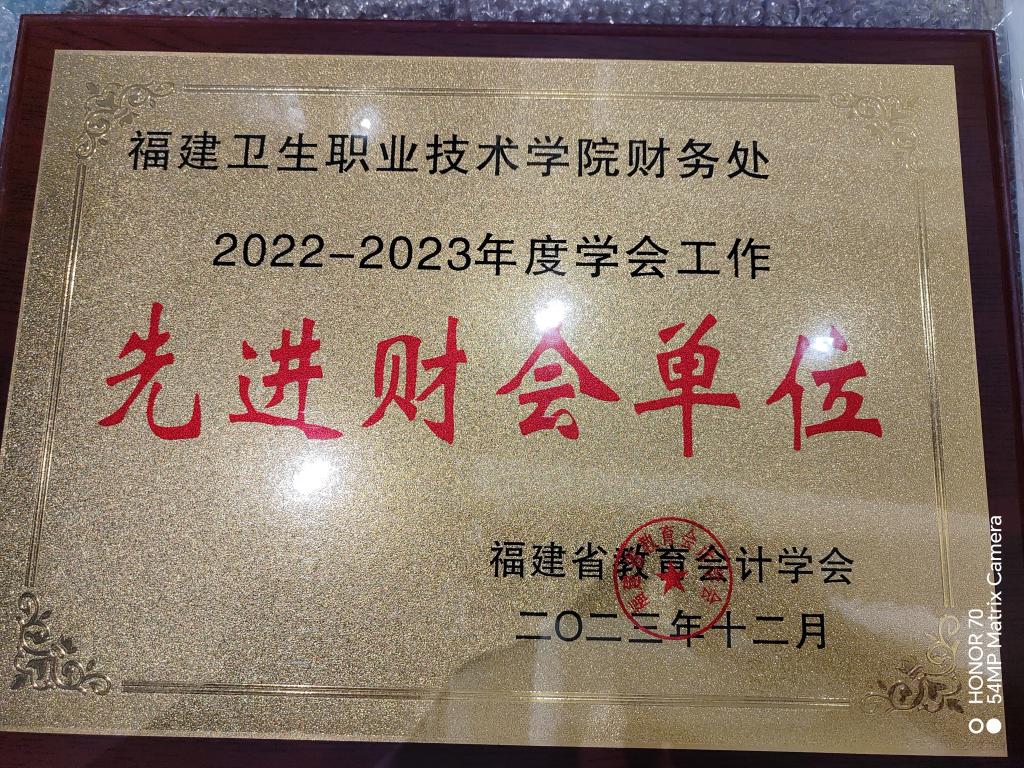 福建卫生职业技术学院财务处
2022-2023年度学会工作
先进财会单位
福建省教育会计学会
二〇二三年十二月
HONOR 70
54MP Matrix Camera